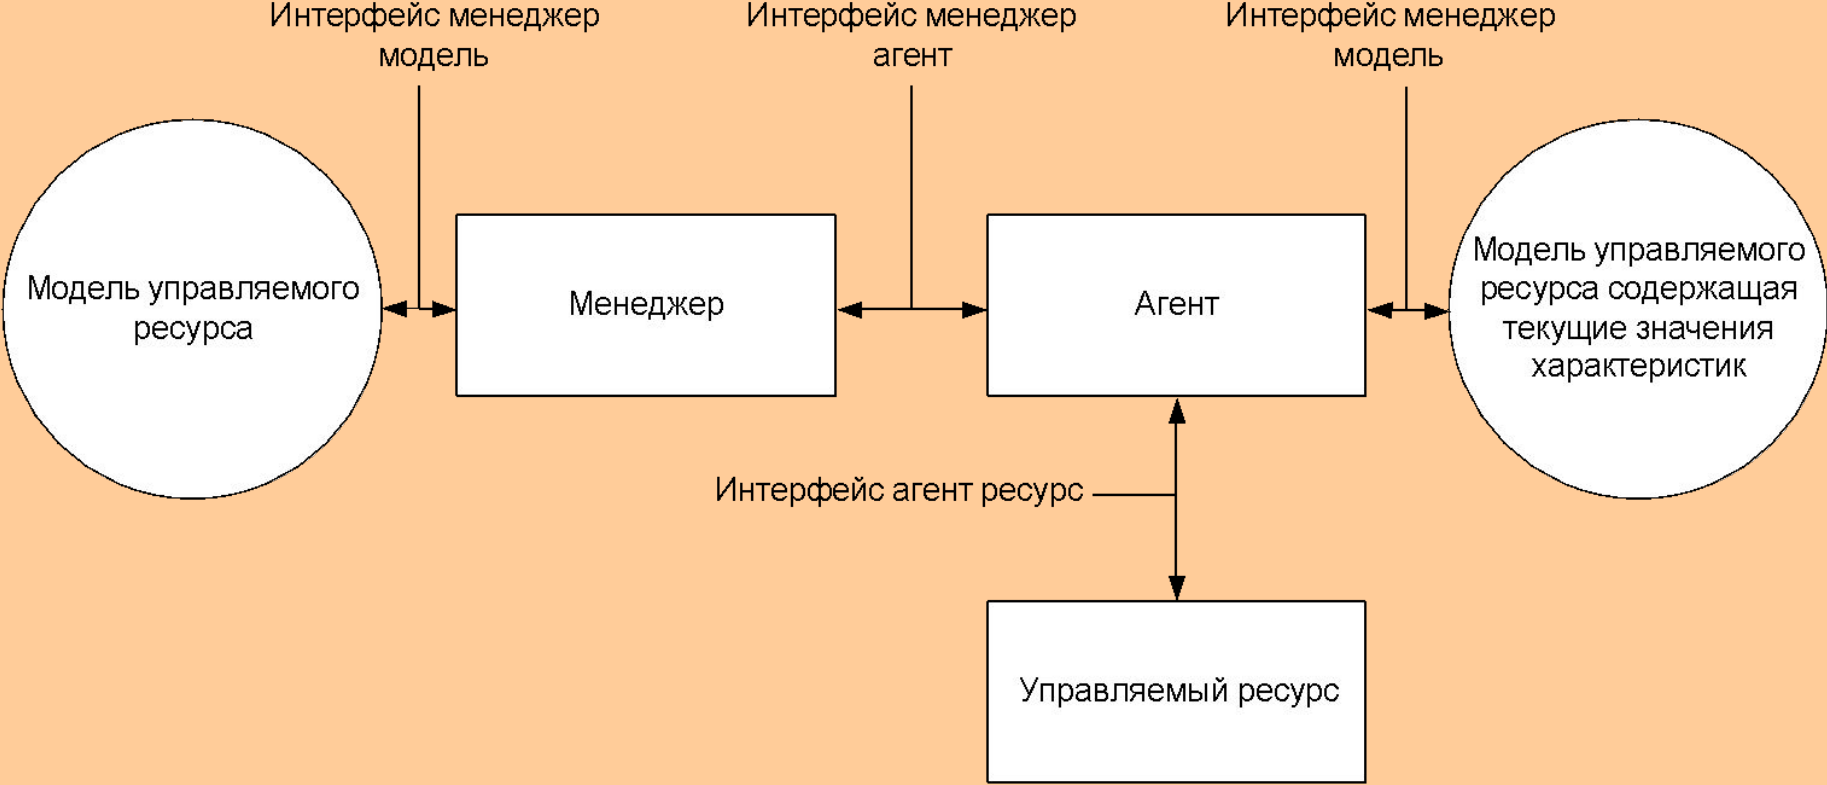 Интерфейс менеджер
модель
Интерфейс менеджер
агент
Интерфейс менеджер
модель
Модель управляемого
ресурса
Менеджер
Агент
Модель управляемого
ресурса содержащая
текущие значения
характеристик
Интерфейс агент ресурс
Управляемый ресурс